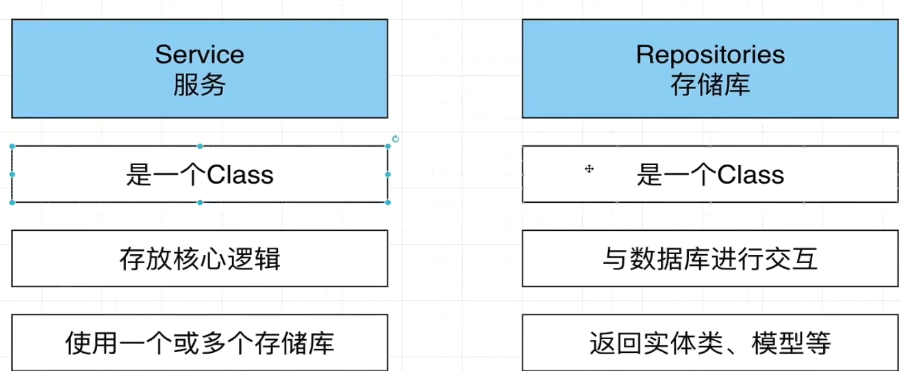 Service
服务
是一个Class
存放核心逻辑
使用一个或多个存储库
Repositories
存储库
是一个Class
与数据库进行交互
返回实体类、模型等